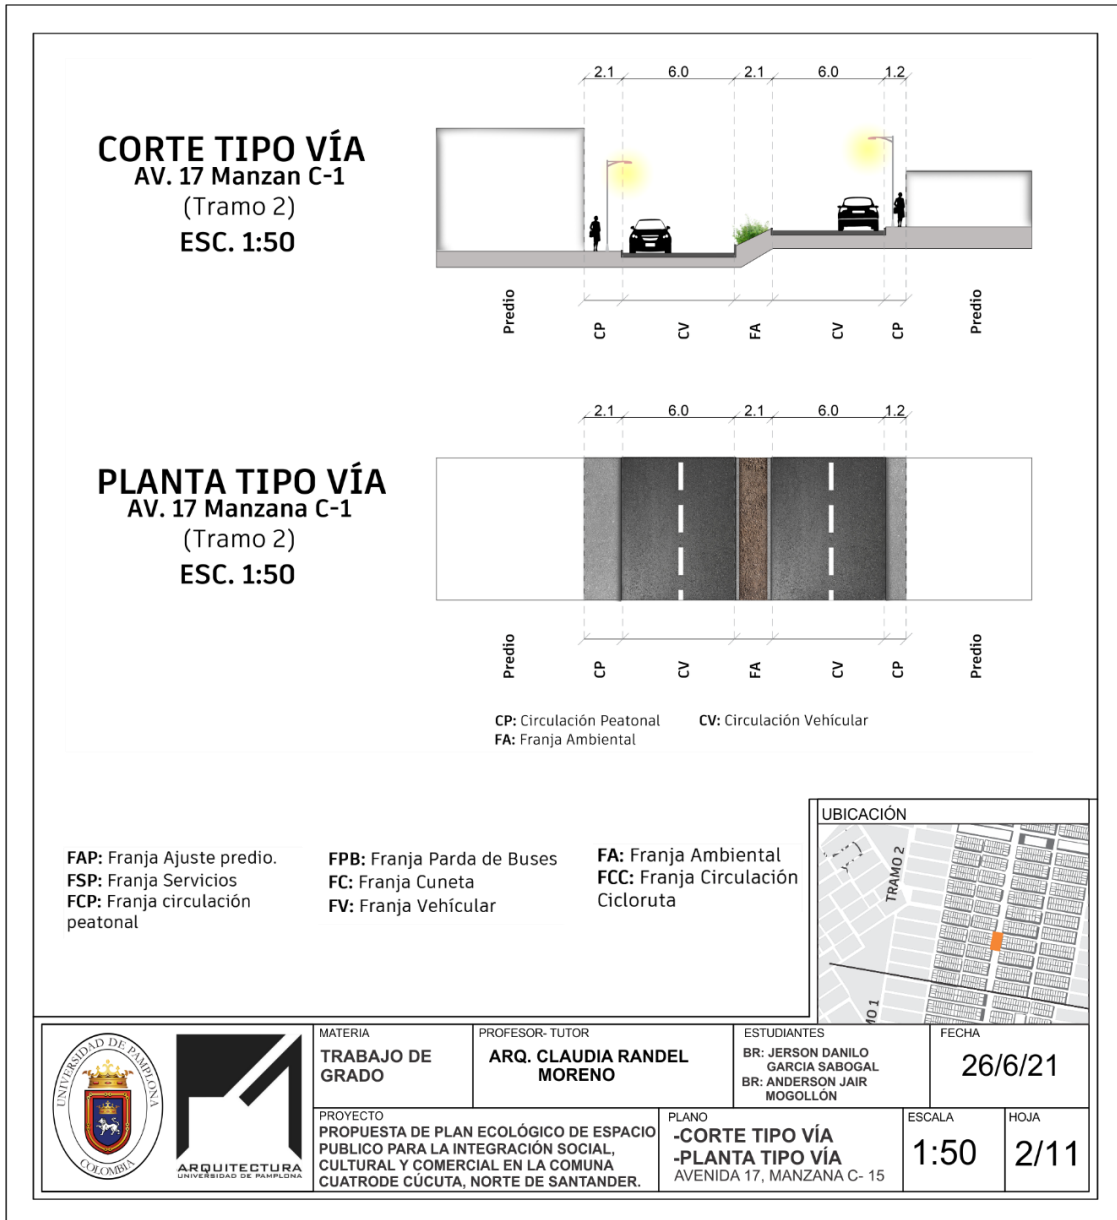 2.1 6.0 2.1 6.0 1.2
CORTE TIPO VÍA
AV. 17 Manzan C-1
(Tramo 2)
ESC. 1:50
Predio CP CV FA CV CP Predio
2.1 6.0 2.1 6.0 1.2
PLANTA TIPO VÍA
AV. 17 Manzana C-1
(Tramo 2)
ESC. 1:50
Predio CP CV FA CV CP Predio
CP: Circulación Peatonal CV: Circulación Vehícular
FA: Franja Ambiental
FAP: Franja Ajuste predio.
FSP: Franja Servicios
FCP: Franja circulación
peatonal
FPB: Franja Parda de Buses
FC: Franja Cuneta
FV: Franja Vehícular
FA: Franja Ambiental
FCC: Franja Circulación
Cicloruta
UBICACIÓN
TRAMO 2
MO 1
UNIVERSIDAD DE PAMPLONA
COLOMBIA
ARQUITECTURA
UNIVERSIDAD DE PAMPLONA
MATERIA
TRABAJO DE
GRADO
PROFESOR- TUTOR
ARQ. CLAUDIA RANDEL
MORENO
ESTUDIANTES
BR: JERSON DANILO
GARCIA SABOGAL
BR: ANDERSON JAIR
MOGOLLÓN
FECHA
26/6/21
PROYECTO
PROPUESTA DE PLAN ECOLÓGICO DE ESPACIO
PUBLICO PARA LA INTEGRACIÓN SOCIAL,
CULTURAL Y COMERCIAL EN LA COMUNA
CUATRODE CÚCUTA, NORTE DE SANTANDER.
PLANO
-CORTE TIPO VÍA
-PLANTA TIPO VÍA
AVENIDA 17, MANZANA C- 15
ESCALA
1:50
HOJA
2/11